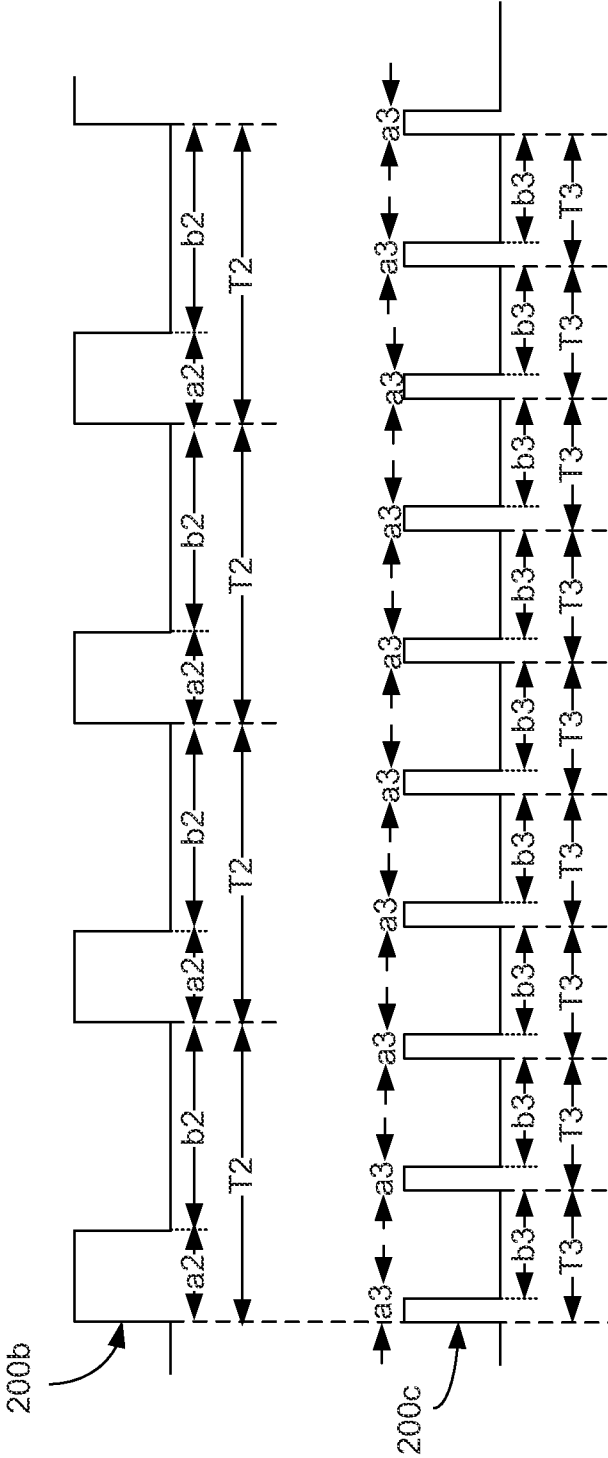 200b
a2 b2 a2 b2 a2 b2 a2 b2
T2 T2 T2 T2
200c
a3 a3 a3 a3 a3 a3 a3 a3 a3 a3
b3 b3 b3 b3 b3 b3 b3 b3 b3
T3 T3 T3 T3 T3 T3 T3 T3 T3